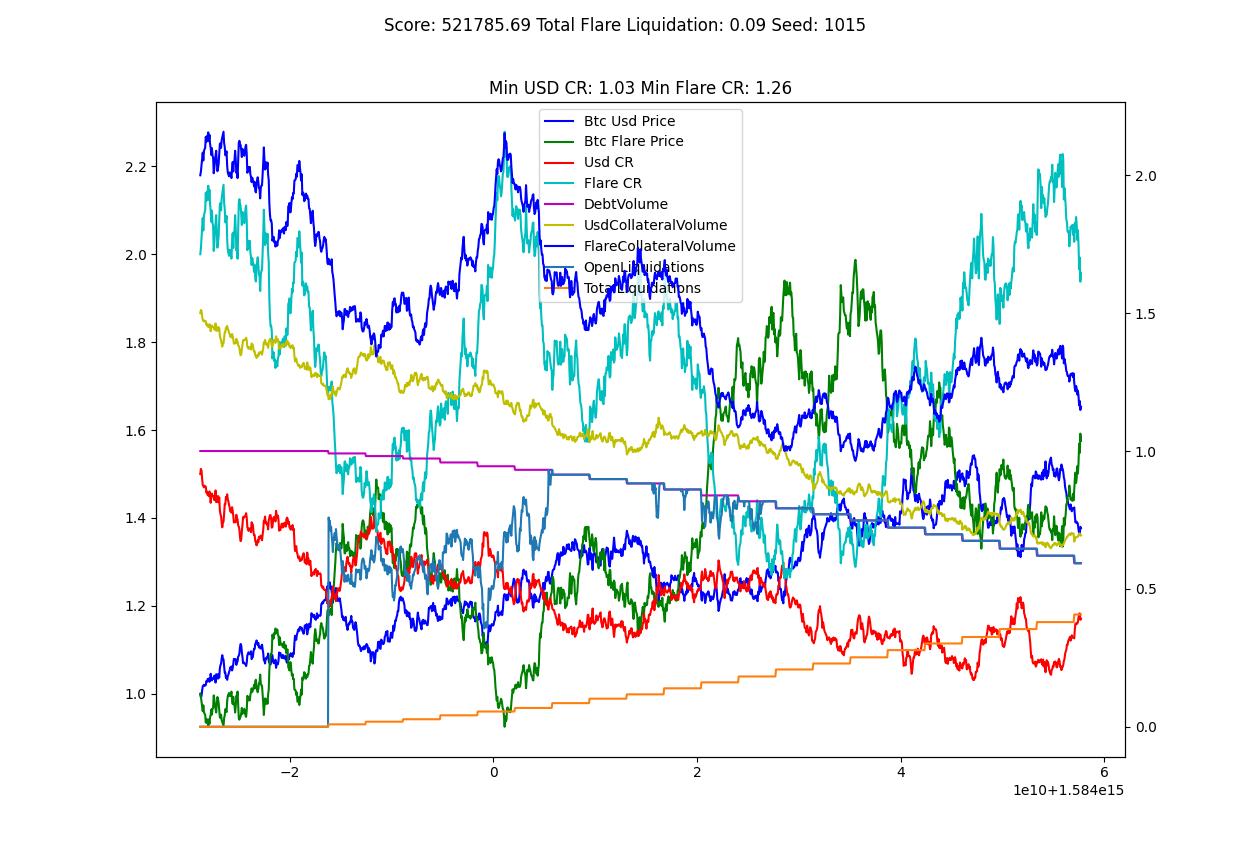 Score: 521785.69 Total Flare Liquidation: 0.09 Seed: 1015
Min USD CR: 1.03 Min Flare CR: 1.26
Btc Usd Price
Btc Flare Price
Usd CR
Flare CR
DebtVolume
UsdCollateralVolume
FlareCollateralVolume
OpenLiquidations
TotalLiquidations
2.2
2.0
1.8
1.6
1.4
1.2
1.0
2.0
1.5
1.0
0.5
0.0
−2
0
2
4
6
1e10+1.584e15